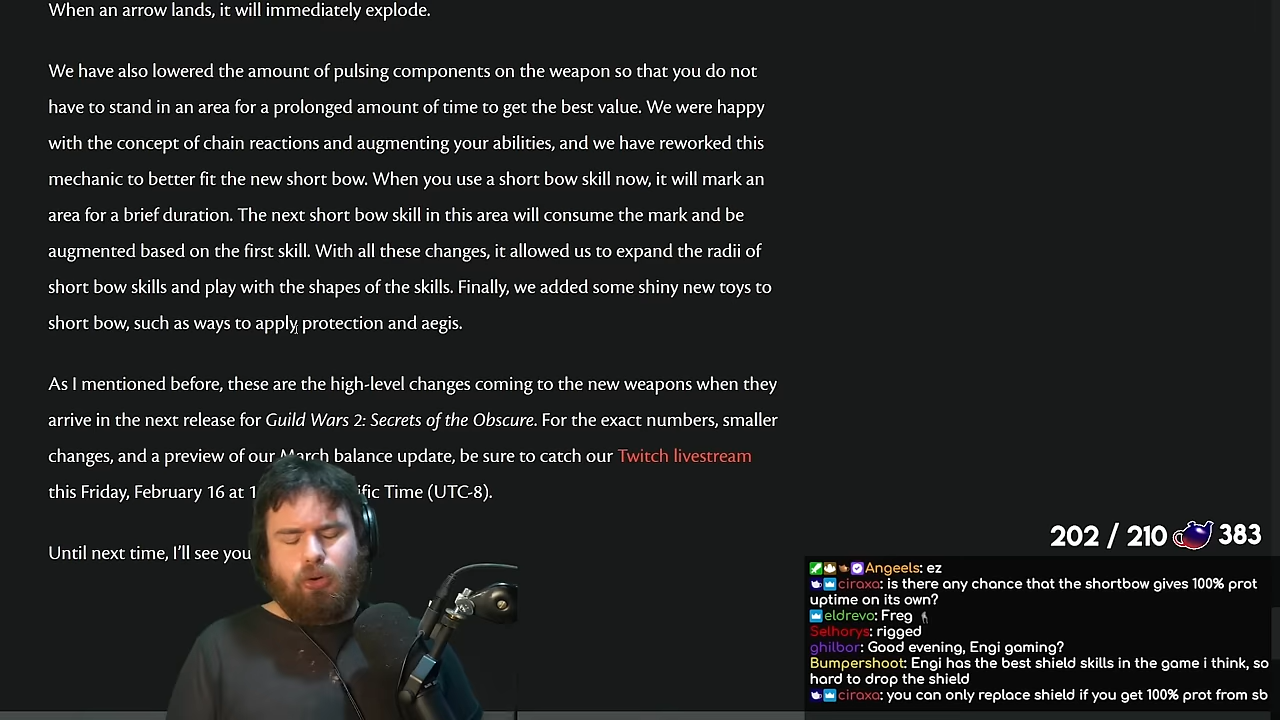 When an arrow lands, it will immediately explode.
We have also lowered the amount of pulsing components on the weapon so that you do not
have to stand in an area for a prolonged amount of time to get the best value. We were happy
with the concept of chain reactions and augmenting your abilities, and we have reworked this
mechanic to better fit the new short bow. When you use a short bow skill now, it will mark an
area for a brief duration. The next short bow skill in this area will consume the mark and be
augmented based on the first skill. With all these changes, it allowed us to expand the radii of
short bow skills and play with the shapes of the skills. Finally, we added some shiny new toys to
short bow, such as ways to apply protection and aegis.
As I mentioned before, these are the high-level changes coming to the new weapons when they
arrive in the next release for Guild Wars 2: Secrets of the Obscure. For the exact numbers, smaller
changes, and a preview of our March balance update, be sure to catch our Twitch livestream
this Friday, February 16 at 1 Time (UTC-8).
Until next time, I'll see you
202 / 210 383
Angeels: ez
ciraxa: is there any chance that the shortbow gives 100% prot
uptime on its own?
eldrevo: Freg
Selhorys: rigged
ghilbor: Good evening, Engi gaming?
Bumpershoot: Engi has the best shield skills in the game i think, so
hard to drop the shield
ciraxa: you can only replace shield if you get 100% prot from sb